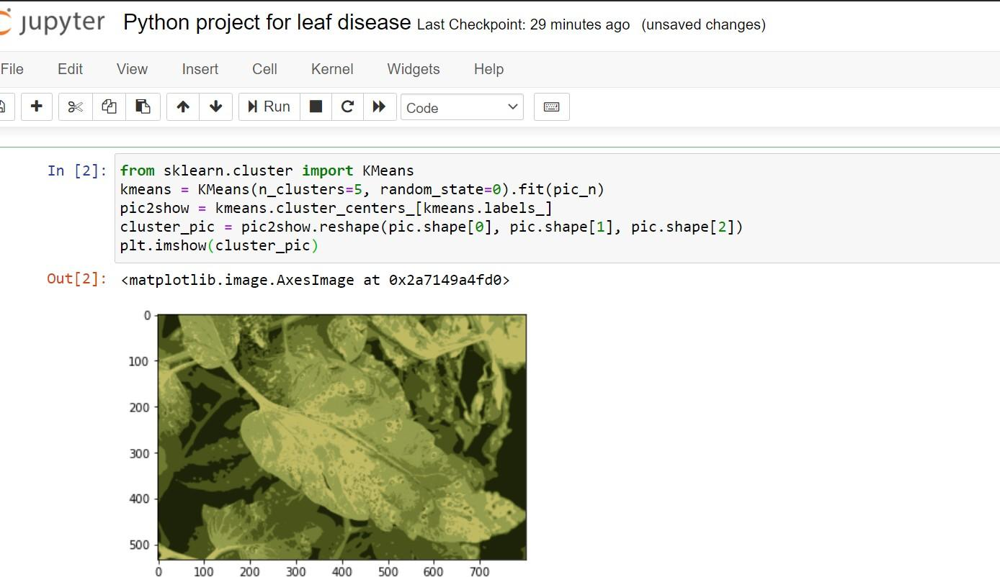 jupyter Python project for leaf disease Last Checkpoint: 29 minutes ago (unsaved changes)
File Edit View Insert Cell Kernel Widgets Help
Run Code
In [2]: from sklearn.cluster import KMeans
kmeans = KMeans(n_clusters=5, random_state=0).fit(pic_n)
pic2show = kmeans.cluster_centers_[kmeans.labels_]
cluster_pic = pic2show.reshape(pic.shape[0], pic.shape[1], pic.shape[2])
plt.imshow(cluster_pic)
Out[2]: <matplotlib.image.AxesImage at 0x2a7149a4fd0>
0
100
200
300
400
500
0 100 200 300 400 500 600 700